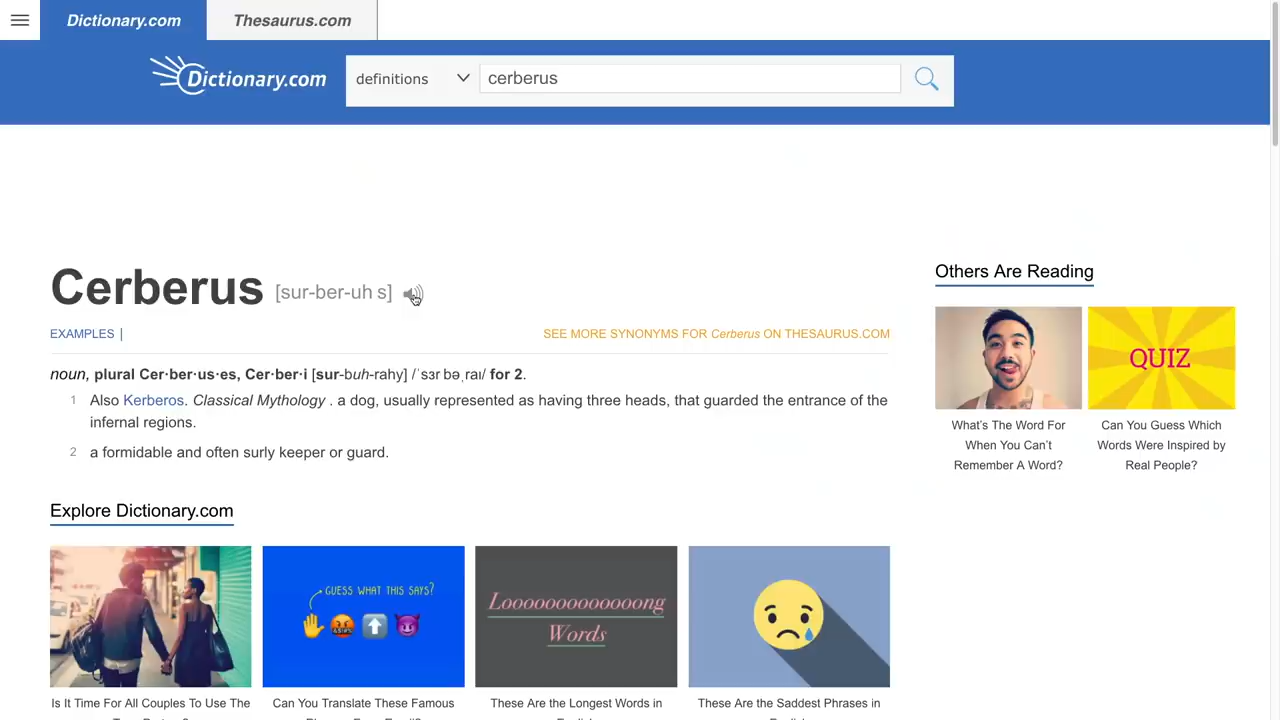 Dictionary.com
Thesaurus.com
Dictionary.com
definitions
cerberus
Cerberus [sur-ber-uh s]
EXAMPLES |
SEE MORE SYNONYMS FOR Cerberus ON THESAURUS.COM
noun, plural Cer·ber·us·es, Cer·ber·i [sur-buh-rahy] /ˈsɜr bəˌraɪ/ for 2.
1 Also Kerberos. Classical Mythology . a dog, usually represented as having three heads, that guarded the entrance of the
infernal regions.
2 a formidable and often surly keeper or guard.
Others Are Reading
QUIZ
What's The Word For
When You Can't
Remember A Word?
Can You Guess Which
Words Were Inspired by
Real People?
Explore Dictionary.com
GUESS WHAT THIS SAYS?
Looooooooooooong
Words
Is It Time For All Couples To Use The
Can You Translate These Famous
These Are the Longest Words in
These Are the Saddest Phrases in